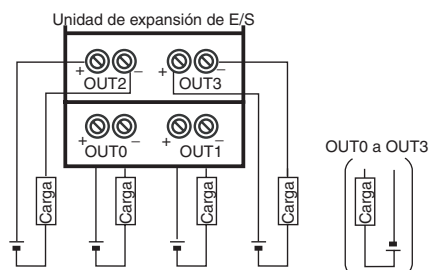 Unidad de expansión de E/S
+ − + −
OUT2 OUT3
+ − + −
OUT0 OUT1
OUT0 a OUT3
Carga Carga Carga Carga Carga